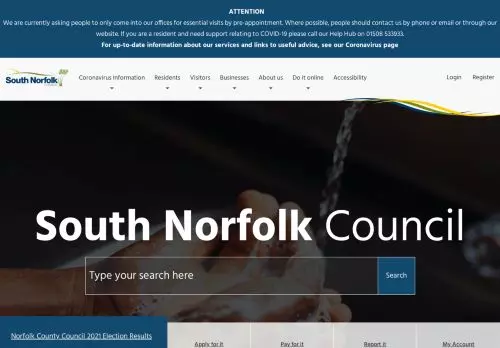 ATTENTION
We are currently asking people to only come into our offices for essential visits by pre-appointment. Where possible, people should contact us by phone or email or through our
website. If you are a resident and need support relating to COVID-19 please call our Help Hub on 01508 533933.
For up-to-date information about our services and links to useful advice, see our Coronavirus page
South Norfolk
Coronavirus Information
Residents
Visitors
Businesses
About us
Do it online
Accessibility
Login
Register
South Norfolk Council
Type your search here
Search
Norfolk County Council 2021 Election Results
Apply for it
Pay for it
Report it
My Account